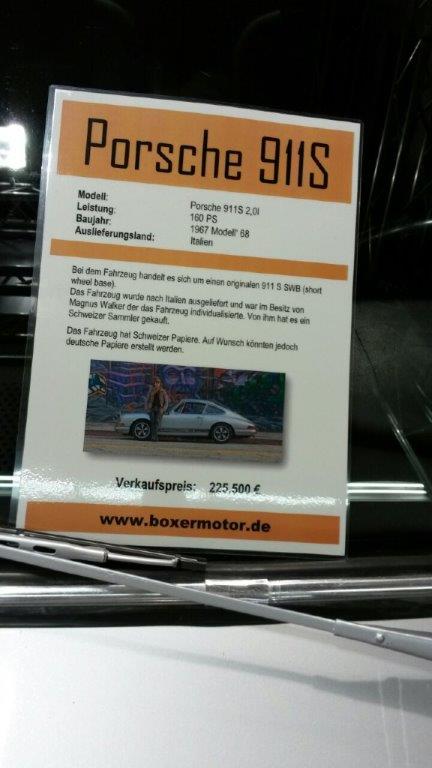 Porsche 911S
Modell: Porsche 911S 2,0l
Leistung: 160 PS
Baujahr: 1967 Modell' 68
Auslieferungsland: Italien
Bei dem Fahrzeug handelt es sich um einen originalen 911 S SWB (short
wheel base).
Das Fahrzeug wurde nach Italien ausgeliefert und war im Besitz von
Magnus Walker der das Fahrzeug individualisierte. Von ihm hat es ein
Schweizer Sammler gekauft.
Das Fahrzeug hat Schweizer Papiere. Auf Wunsch könnten jedoch
deutsche Papiere erstellt werden.
Verkaufspreis: 225.500 €
www.boxermotor.de